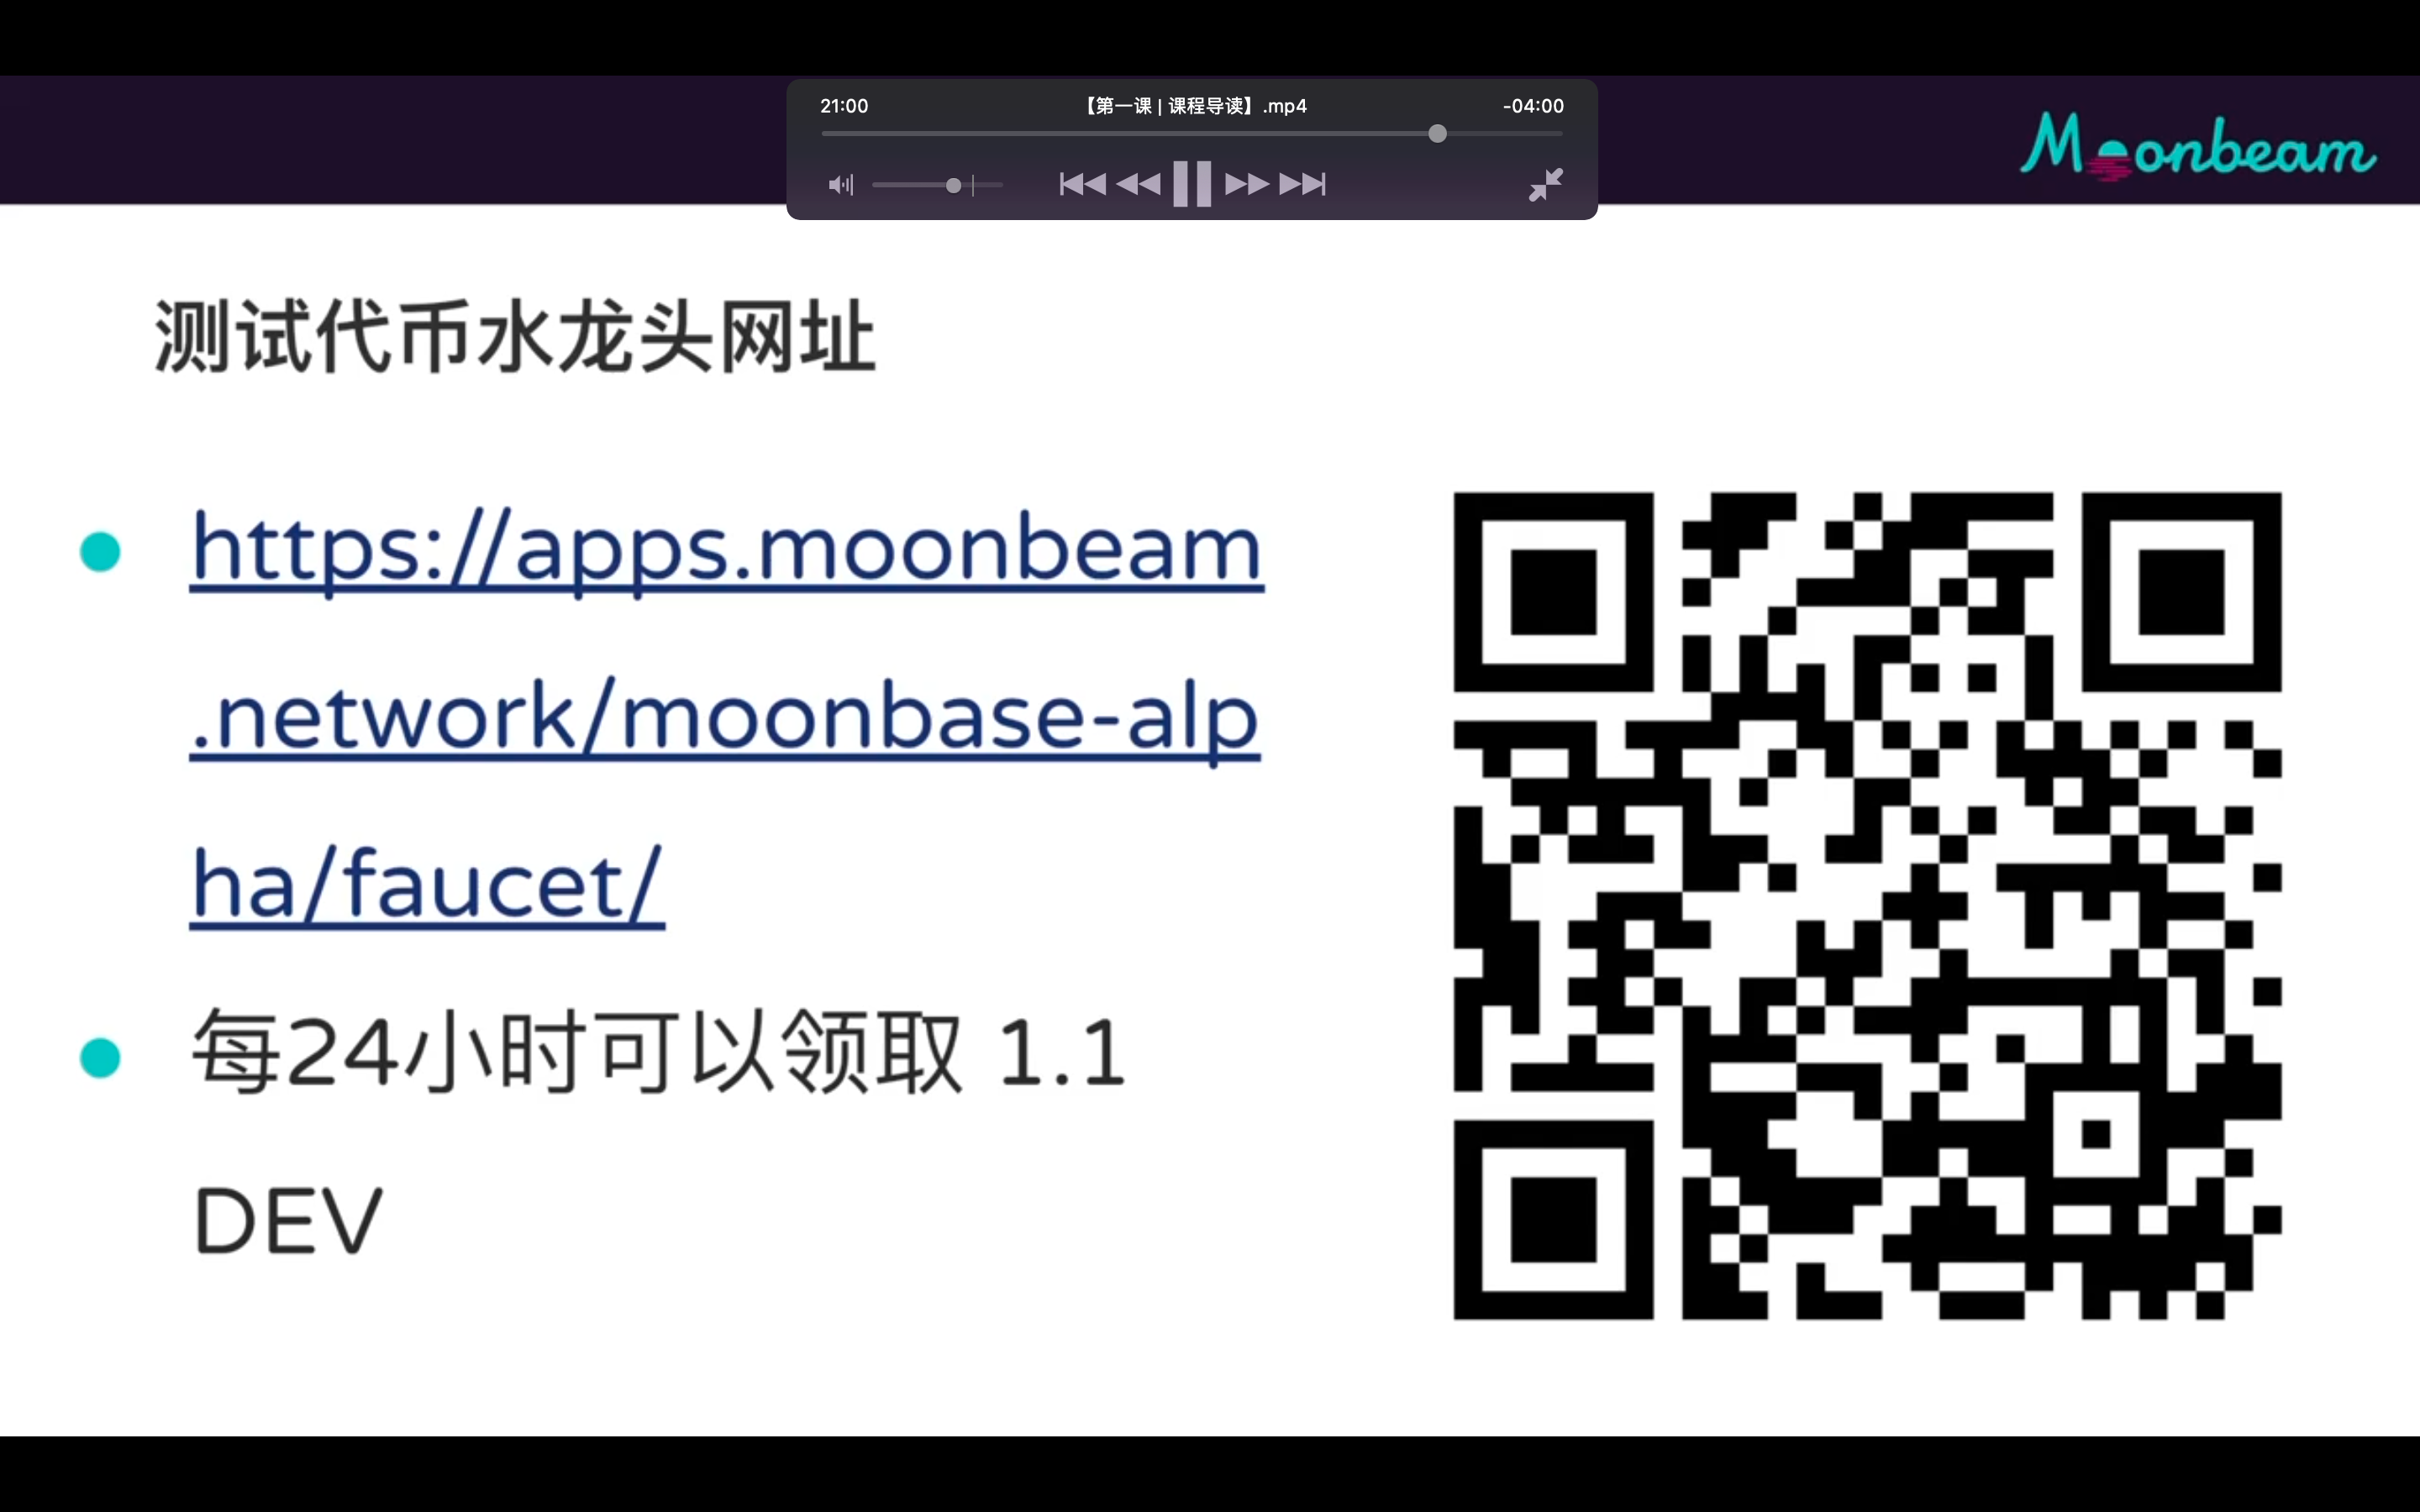 21:00
【第一课 | 课程导读】.mp4
-04:00
Moonbeam
测试代币水龙头网址
https://apps.moonbeam
.network/moonbase-alp
ha/faucet/
每24小时可以领取 1.1
DEV